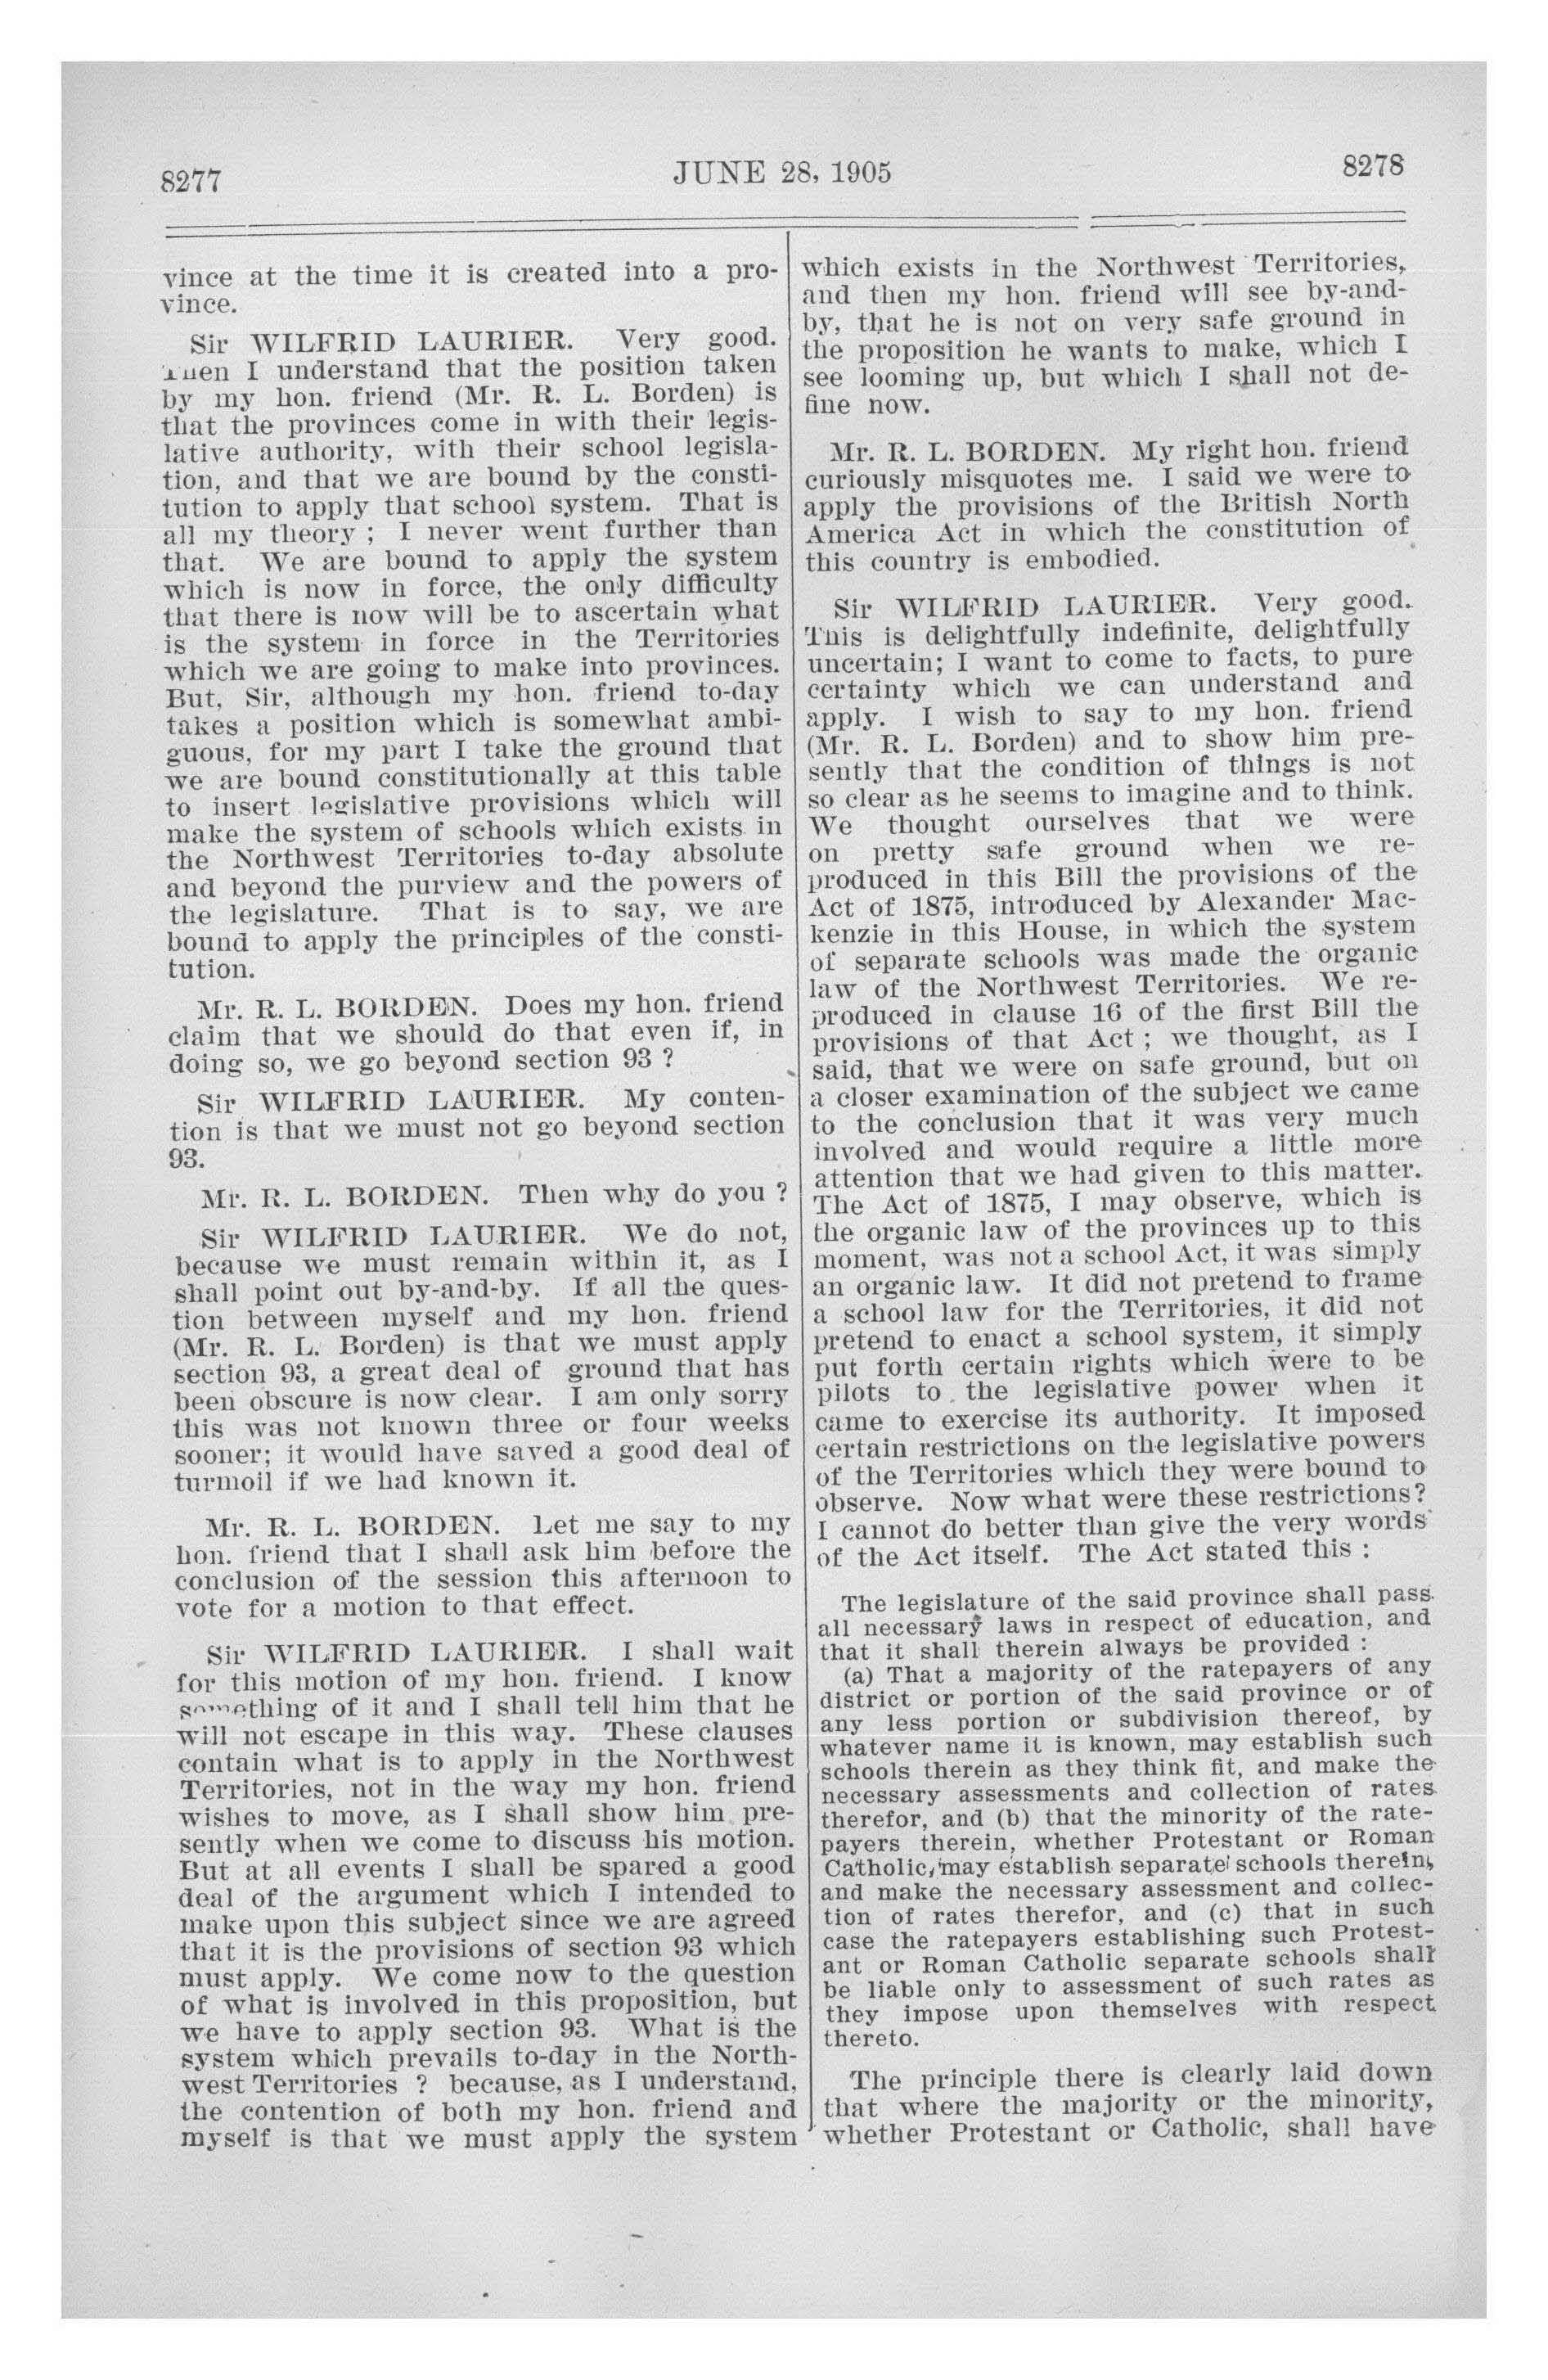 8277
JUNE 28, 1905
8278
vince at the time it is created into a pro-
vince.
Sir WILFRID LAURIER. Very good.
Then I understand that the position taken
by my hon. friend (Mr. R. L. Borden) is
that the provinces come in with their legis-
lative authority, with their school legisla-
tion, and that we are bound by the consti-
tution to apply that school system. That is
all my theory ; I never went further than
that. We are bound to apply the system
which is now in force, the only difficulty
that there is now will be to ascertain what
is the system in force in the Territories
which we are going to make into provinces.
But, Sir, although my hon. friend to-day
takes a position which is somewhat ambi-
guous, for my part I take the ground that
we are bound constitutionally at this table
to insert legislative provisions which will
make the system of schools which exists in
the Northwest Territories to-day absolute
and beyond the purview and the powers of
the legislature. That is to say, we are
bound to apply the principles of the consti-
tution.
Mr. R. L. BORDEN. Does my hon. friend
claim that we should do that even if, in
doing so, we go beyond section 93 ?
Sir WILFRID LAURIER. My conten-
tion is that we must not go beyond section
93.
Mr. R. L. BORDEN. Then why do you ?
Sir WILFRID LAURIER. We do not,
because we must remain within it, as I
shall point out by-and-by. If all the ques-
tion between myself and my hon. friend
(Mr. R. L. Borden) is that we must apply
section 93, a great deal of ground that has
been obscure is now clear. I am only sorry
this was not known three or four weeks
sooner; it would have saved a good deal of
turmoil if we had known it.
Mr. R. L. BORDEN. Let me say to my
hon. friend that I shall ask him before the
conclusion of the session this afternoon to
vote for a motion to that effect.
Sir WILFRID LAURIER. I shall wait
for this motion of my hon. friend. I know
something of it and I shall tell him that he
will not escape in this way. These clauses
contain what is to apply in the Northwest
Territories, not in the way my hon. friend
wishes to move, as I shall show him pre-
sently when we come to discuss his motion.
But at all events I shall be spared a good
deal of the argument which I intended to
make upon this subject since we are agreed
that it is the provisions of section 93 which
must apply. We come now to the question
of what is involved in this proposition, but
we have to apply section 93. What is the
system which prevails to-day in the North-
west Territories ? because, as I understand,
the contention of both my hon. friend and
myself is that we must apply the system
which exists in the Northwest Territories,
and then my hon. friend will see by-and-
by, that he is not on very safe ground in
the proposition he wants to make, which I
see looming up, but which I shall not de-
fine now.
Mr. R. L. BORDEN. My right hon. friend
curiously misquotes me. I said we were to
apply the provisions of the British North
America Act in which the constitution of
this country is embodied.
Sir WILFRID LAURIER. Very good.
This is delightfully indefinite, delightfully
uncertain; I want to come to facts, to pure
certainty which we can understand and
apply. I wish to say to my hon. friend
(Mr. R. L. Borden) and to show him pre-
sently that the condition of things is not
so clear as he seems to imagine and to think.
We thought ourselves that we were
on pretty safe ground when we re-
produced in this Bill the provisions of the
Act of 1875, introduced by Alexander Mac-
kenzie in this House, in which the system
of separate schools was made the organic
law of the Northwest Territories. We re-
produced in clause 16 of the first Bill the
provisions of that Act ; we thought, as I
said, that we were on safe ground, but on
a closer examination of the subject we came
to the conclusion that it was very much
involved and would require a little more
attention that we had given to this matter.
The Act of 1875, I may observe, which is
the organic law of the provinces up to this
moment, was not a school Act, it was simply
an organic law. It did not pretend to frame
a school law for the Territories, it did not
pretend to enact a school system, it simply
put forth certain rights which were to be
pilots to the legislative power when it
came to exercise its authority. It imposed
certain restrictions on the legislative powers
of the Territories which they were bound to
observe. Now what were these restrictions?
I cannot do better than give the very words
of the Act itself. The Act stated this :
The legislature of the said province shall pass
all necessary laws in respect of education, and
that it shall therein always be provided :
(a) That a majority of the ratepayers of any
district or portion of the said province or of
any less portion or subdivision thereof, by
whatever name it is known, may establish such
schools therein as they think fit, and make the
necessary assessments and collection of rates
therefor, and (b) that the minority of the rate-
payers therein, whether Protestant or Roman
Catholic, may establish separate schools therein,
and make the necessary assessment and collec-
tion of rates therefor, and (c) that in such
case the ratepayers establishing such Protest-
ant or Roman Catholic separate schools shall
be liable only to assessment of such rates as
they impose upon themselves with respect
thereto.
The principle there is clearly laid down
that where the majority or the minority,
whether Protestant or Catholic, shall have